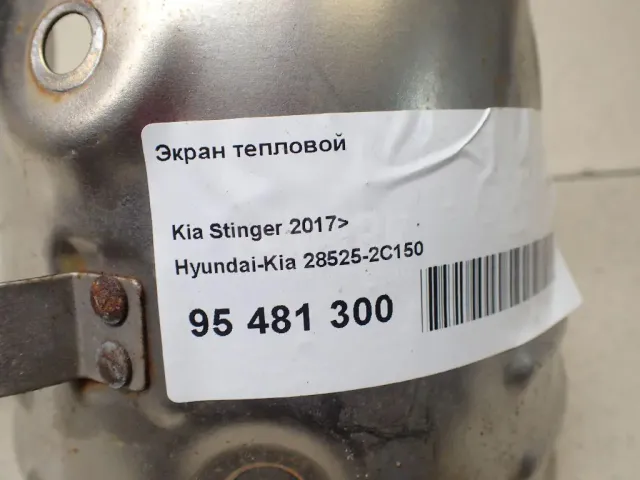 Экран тепловой
Kia Stinger 2017>
Hyundai-Kia 28525-2C150
95 481 300